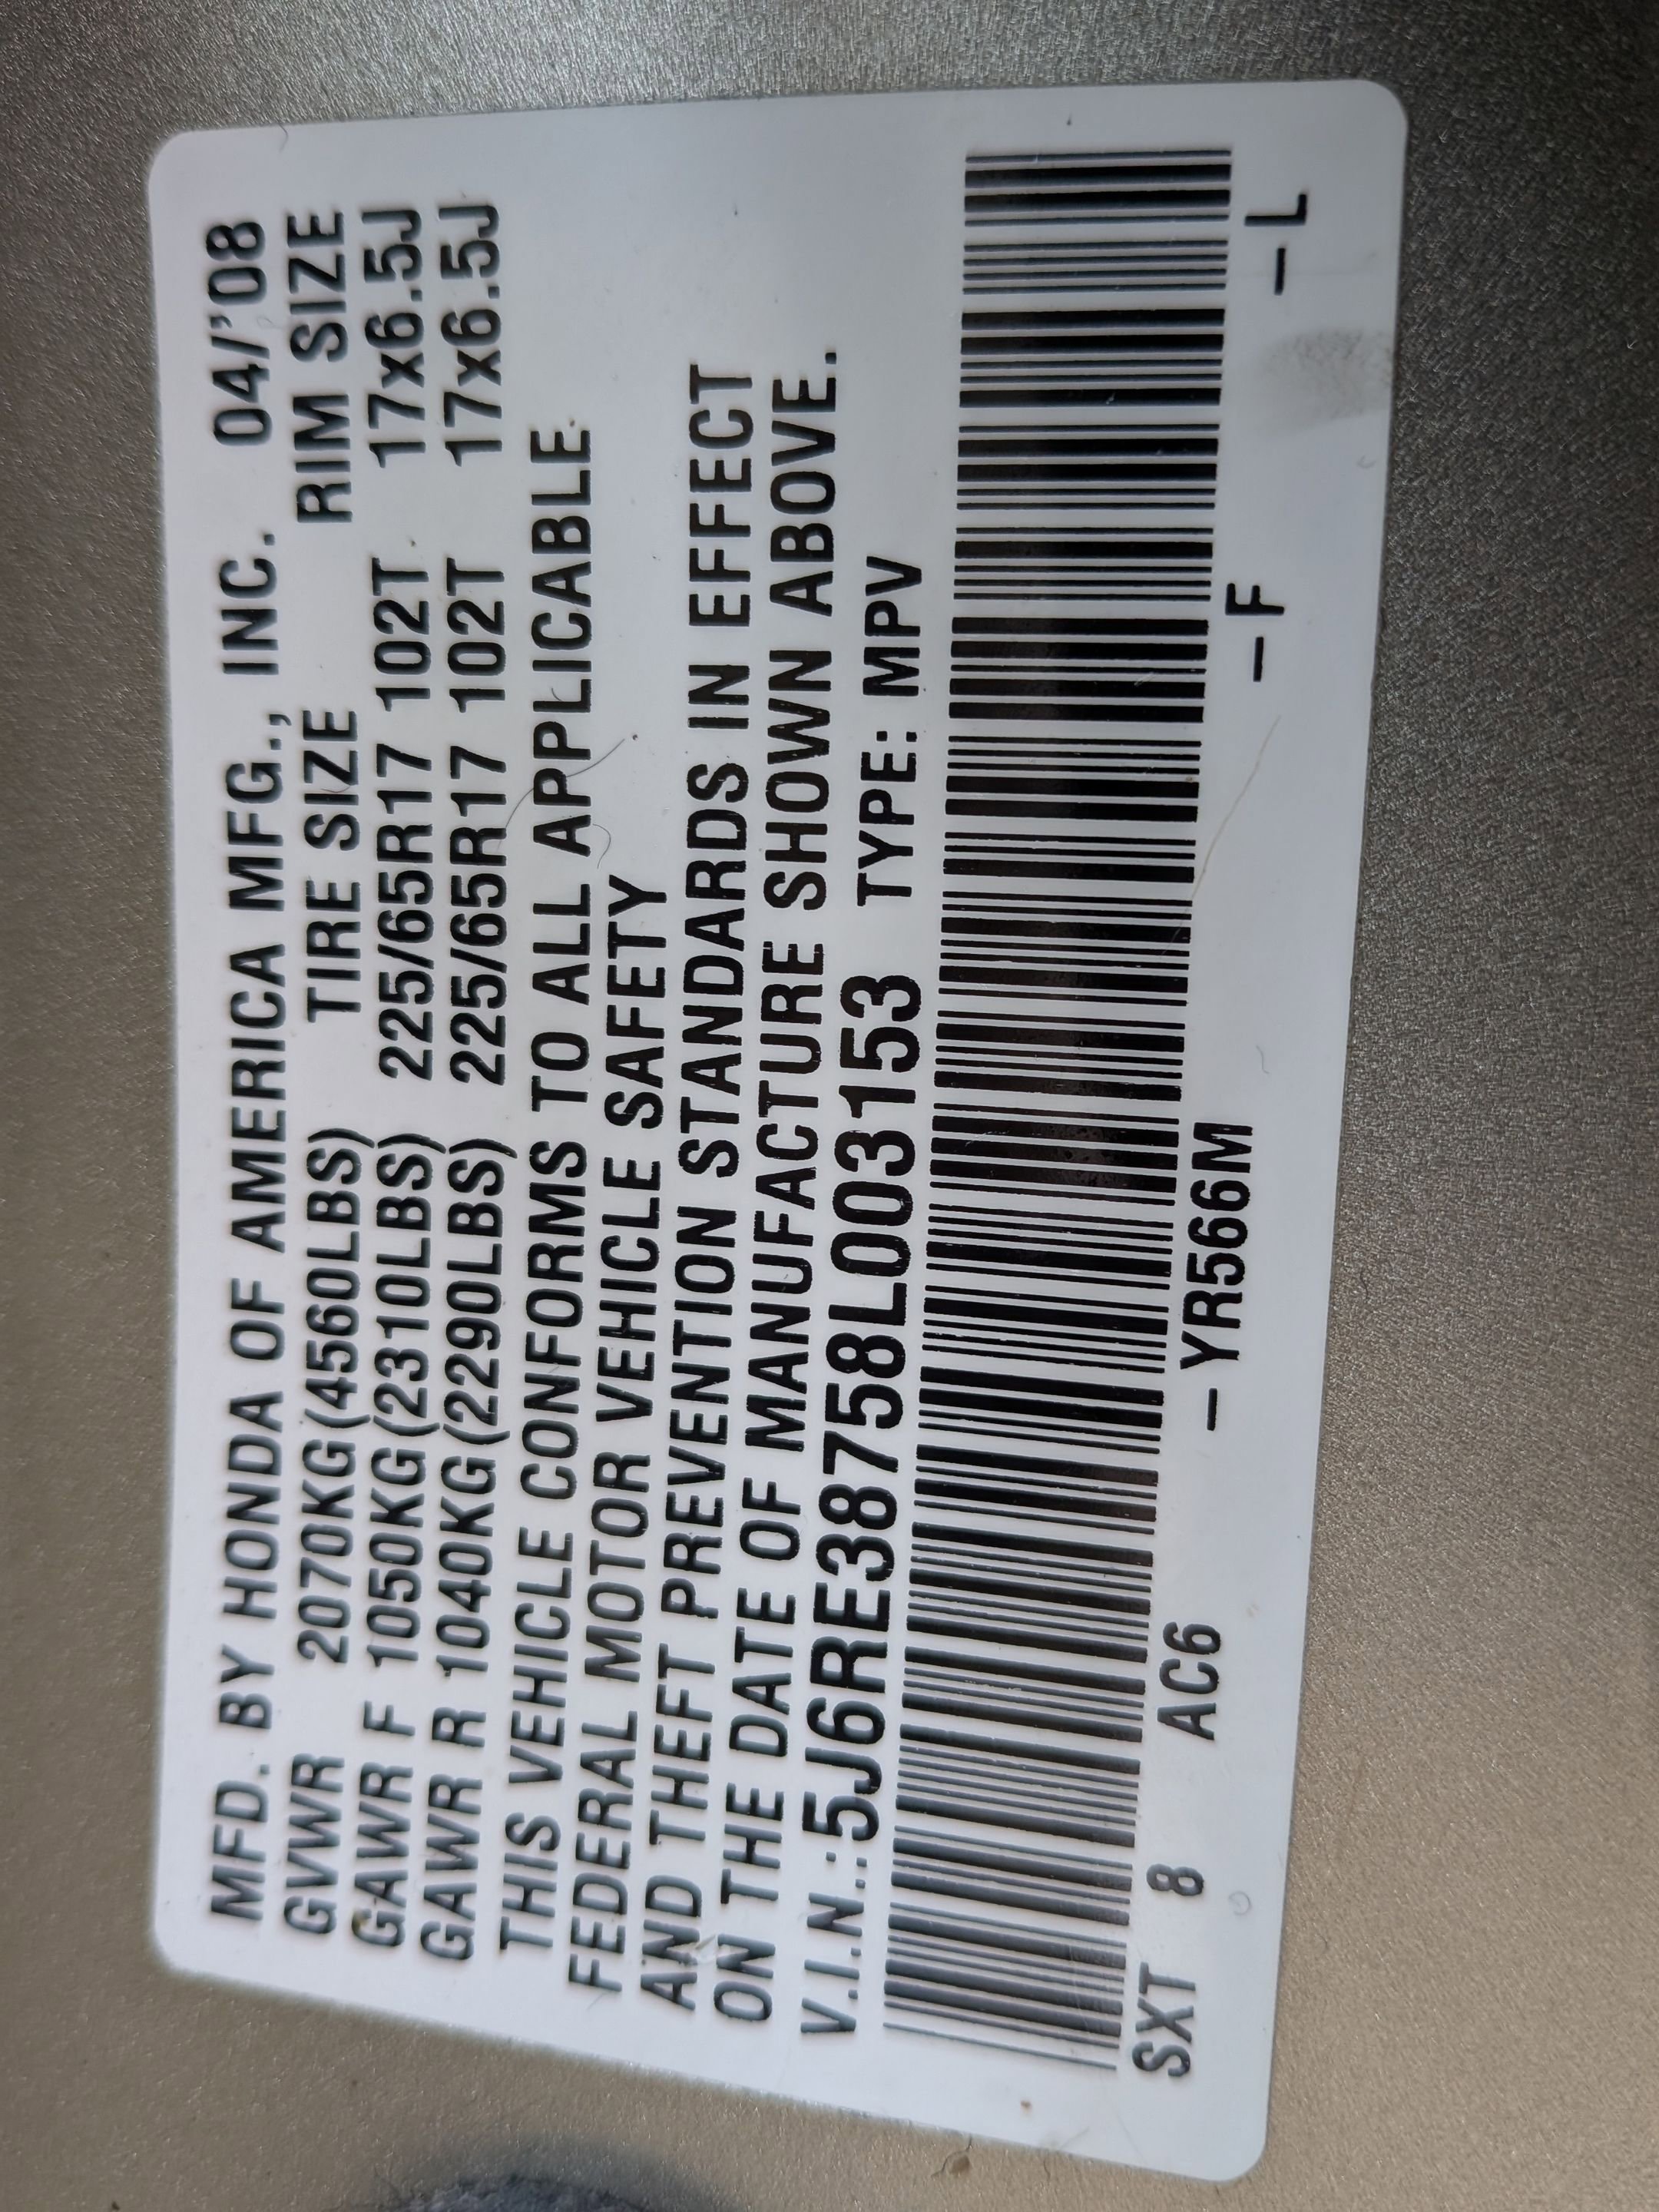 MFD. BY HONDA OF AMERICA MFG., INC. 04/'08
GVWR 2070KG(4560LBS) TIRE SIZE RIM SIZE
GAWR F 1050KG(2310LBS) 225/65R17 102T 17x6.5J
GAWR R 1040KG(2290LBS) 225/65R17 102T 17x6.5J
THIS VEHICLE CONFORMS TO ALL APPLICABLE
FEDERAL MOTOR VEHICLE SAFETY
AND THEFT PREVENTION STANDARDS IN EFFECT
ON THE DATE OF MANUFACTURE SHOWN ABOVE.
V.I.N.:5J6RE38758L003153 TYPE: MPV
SXT 8 AC6 –YR566M –F –L